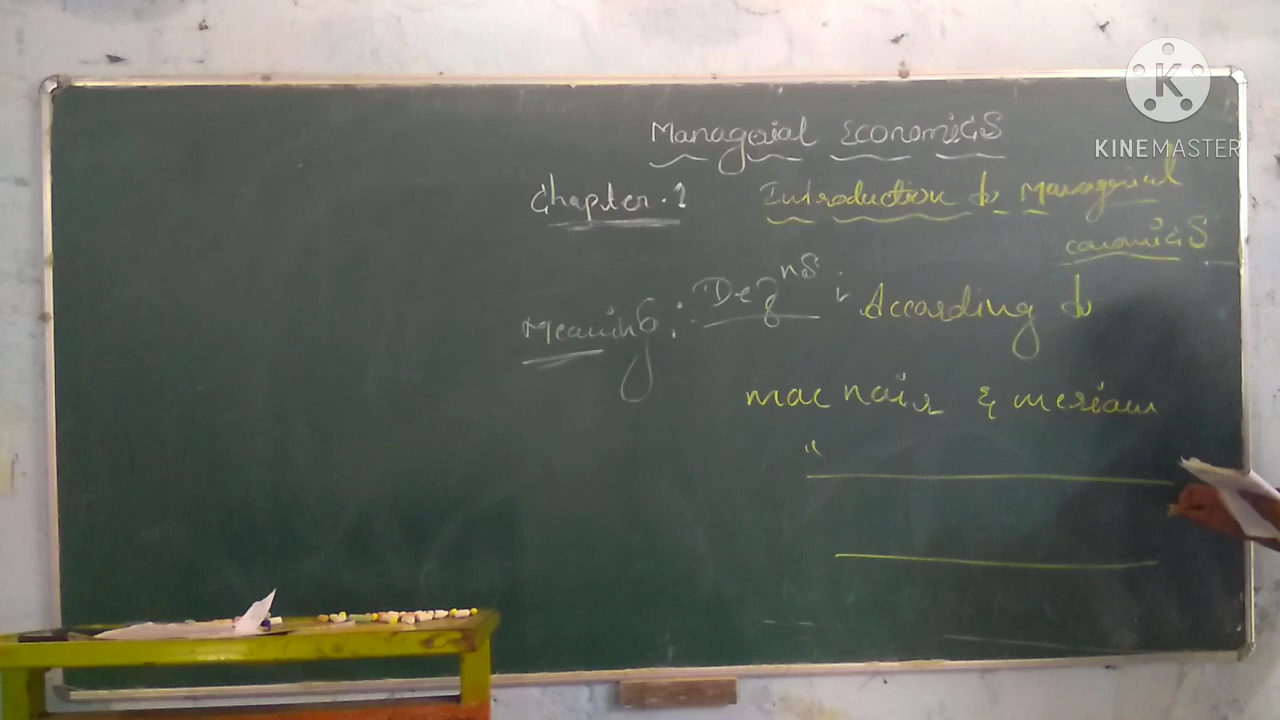 Managerial Economics
Chapter.1 Introduction to Managerial
economics
Meaning: Defns: According to
macnair & meriam
"
KINEMASTER